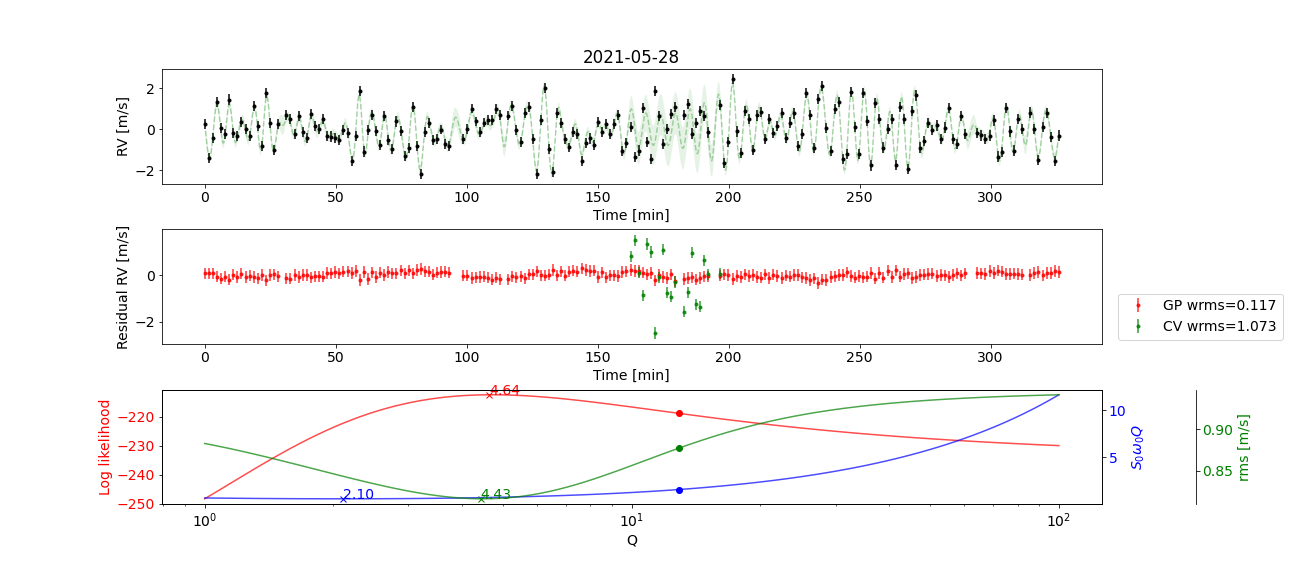 2021-05-28
RV [m/s]
2
0
−2
0 50 100 150 200 250 300
Time [min]
Residual RV [m/s]
0
−2
0 50 100 150 200 250 300
Time [min]
GP wrms=0.117
CV wrms=1.073
Log likelihood
−220
−230
−240
−250
4.64
2.10
4.43
10
5
S₀ω₀Q
0.90
0.85
rms [m/s]
10⁰ 10¹ 10²
Q